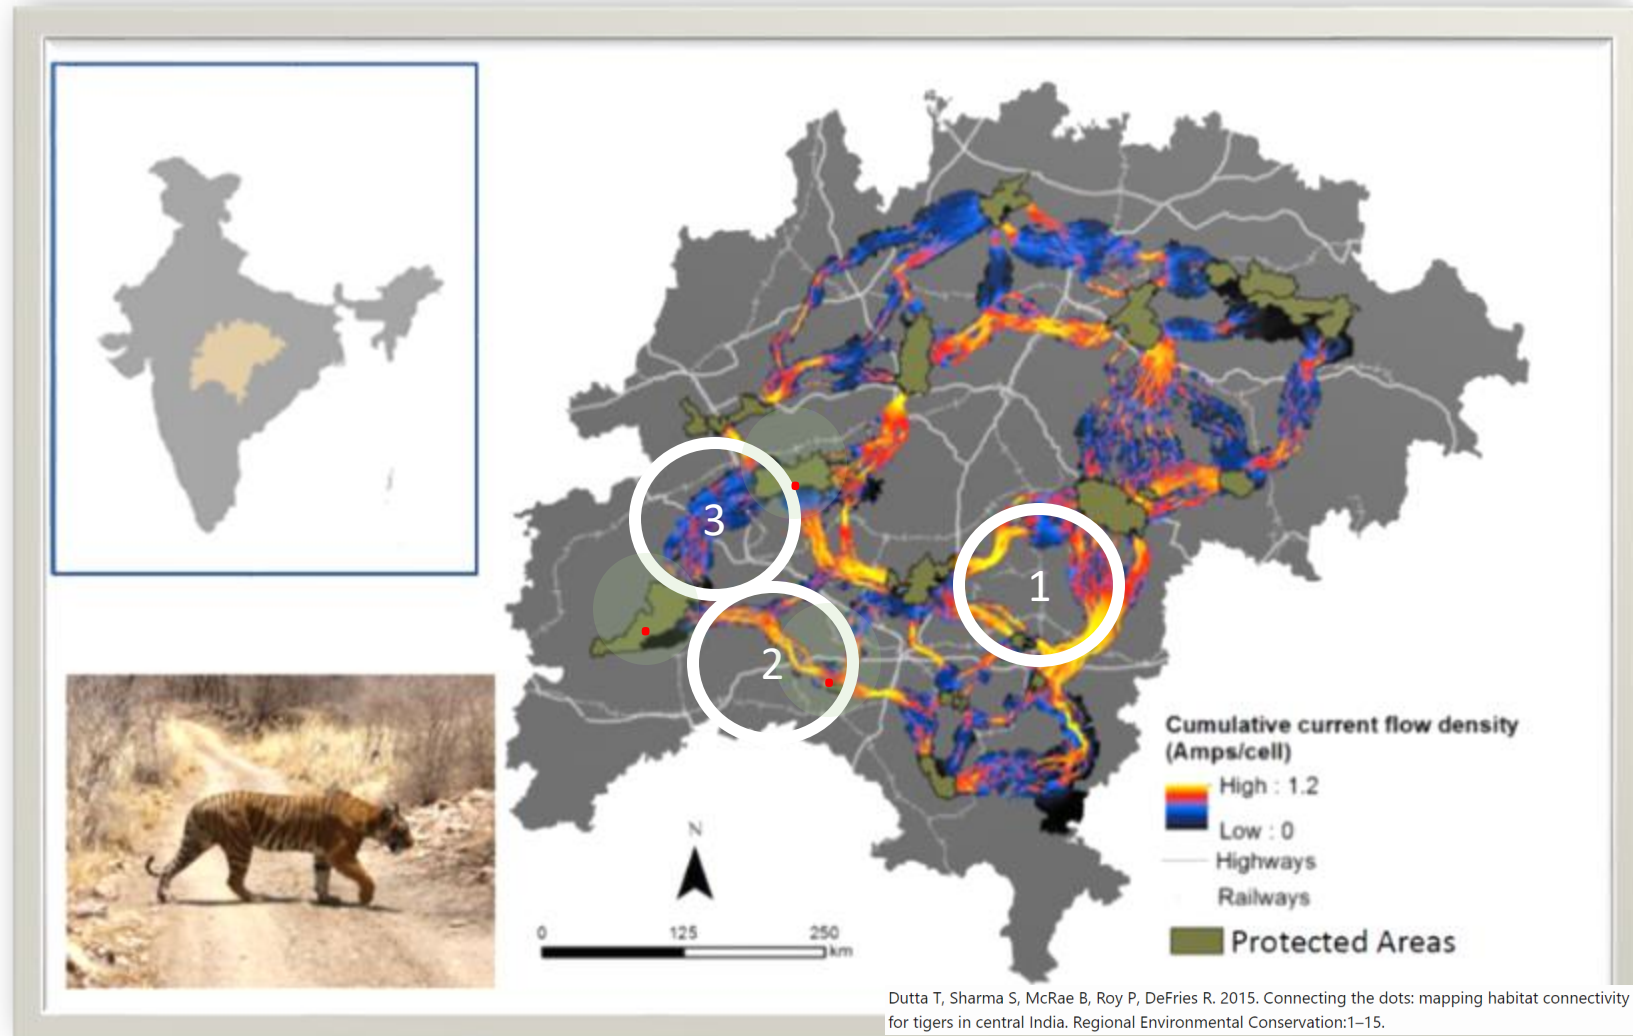 3
1
2
N
0 125 250
km
Cumulative current flow density
(Amps/cell)
High : 1.2
Low : 0
Highways
Railways
Protected Areas
Dutta T, Sharma S, McRae B, Roy P, DeFries R. 2015. Connecting the dots: mapping habitat connectivity
for tigers in central India. Regional Environmental Conservation:1–15.